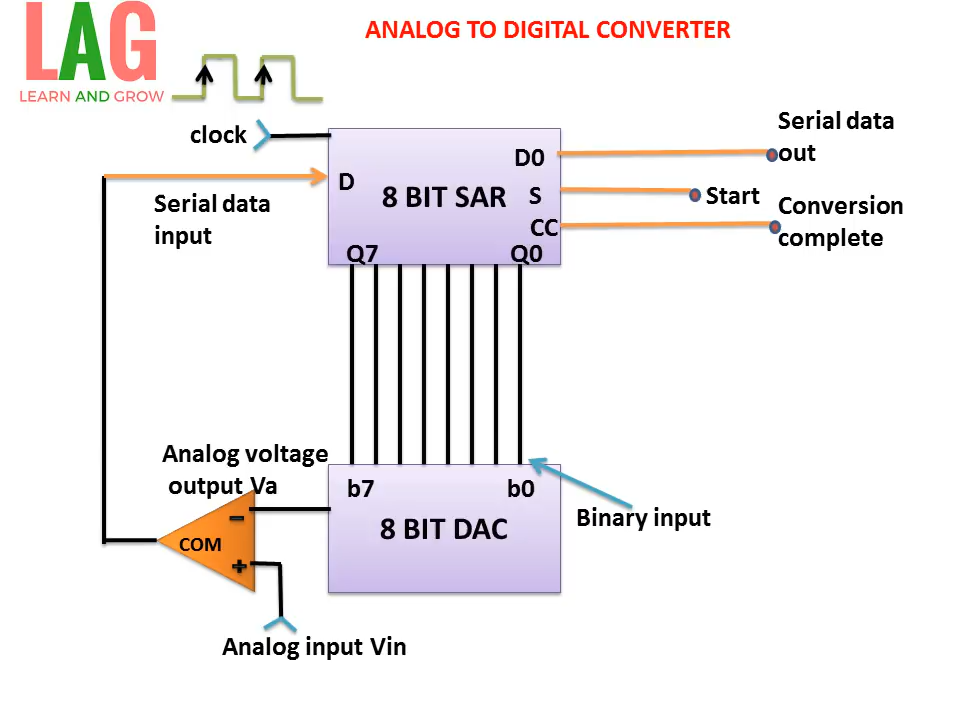 LAG
LEARN AND GROW
ANALOG TO DIGITAL CONVERTER
clock
Serial data
input
D
8 BIT SAR
D0
S
CC
Q7
Q0
Serial data
out
Start
Conversion
complete
Analog voltage
output Va
b7
b0
8 BIT DAC
Binary input
COM
−
+
Analog input Vin